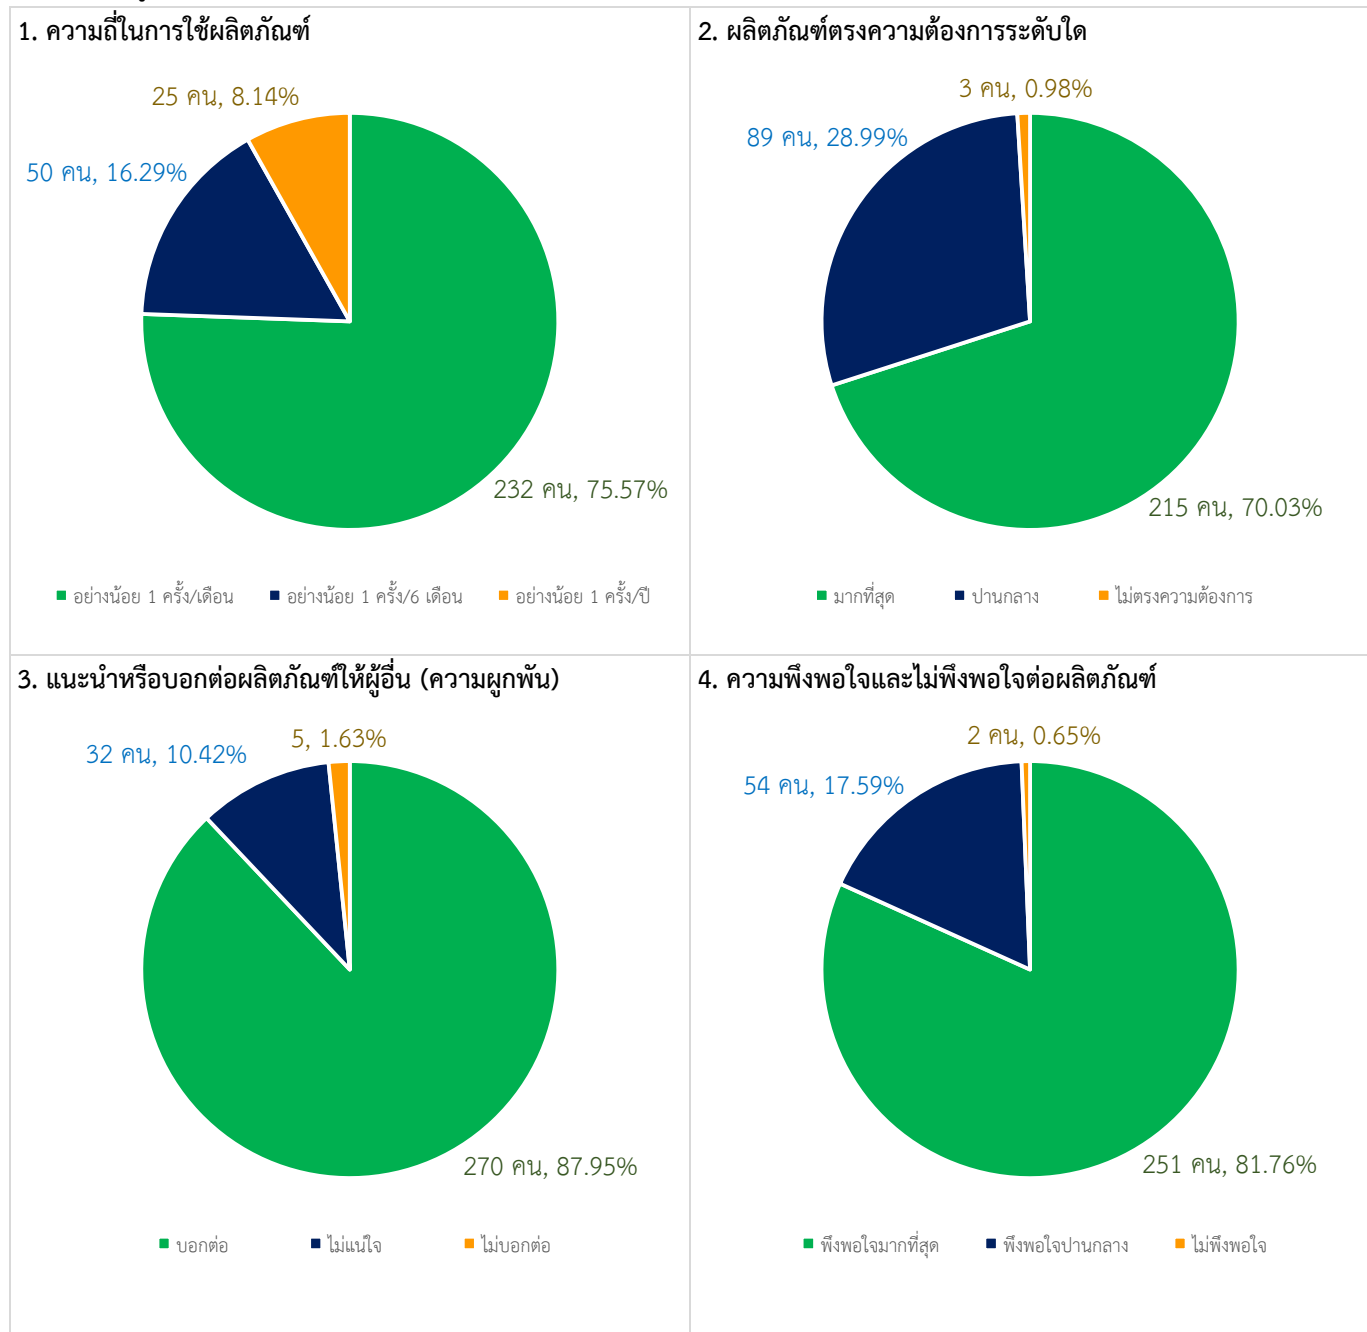 1. ความถี่ในการใช้ผลิตภัณฑ์
25 คน, 8.14%
50 คน, 16.29%
232 คน, 75.57%
อย่างน้อย 1 ครั้ง/เดือน อย่างน้อย 1 ครั้ง/6 เดือน อย่างน้อย 1 ครั้ง/ปี
2. ผลิตภัณฑ์ตรงความต้องการระดับใด
3 คน, 0.98%
89 คน, 28.99%
215 คน, 70.03%
มากที่สุด ปานกลาง ไม่ตรงความต้องการ
3. แนะนำหรือบอกต่อผลิตภัณฑ์ให้ผู้อื่น (ความผูกพัน)
5, 1.63%
32 คน, 10.42%
270 คน, 87.95%
บอกต่อ ไม่แน่ใจ ไม่บอกต่อ
4. ความพึงพอใจและไม่พึงพอใจต่อผลิตภัณฑ์
2 คน, 0.65%
54 คน, 17.59%
251 คน, 81.76%
พึงพอใจมากที่สุด พึงพอใจปานกลาง ไม่พึงพอใจ